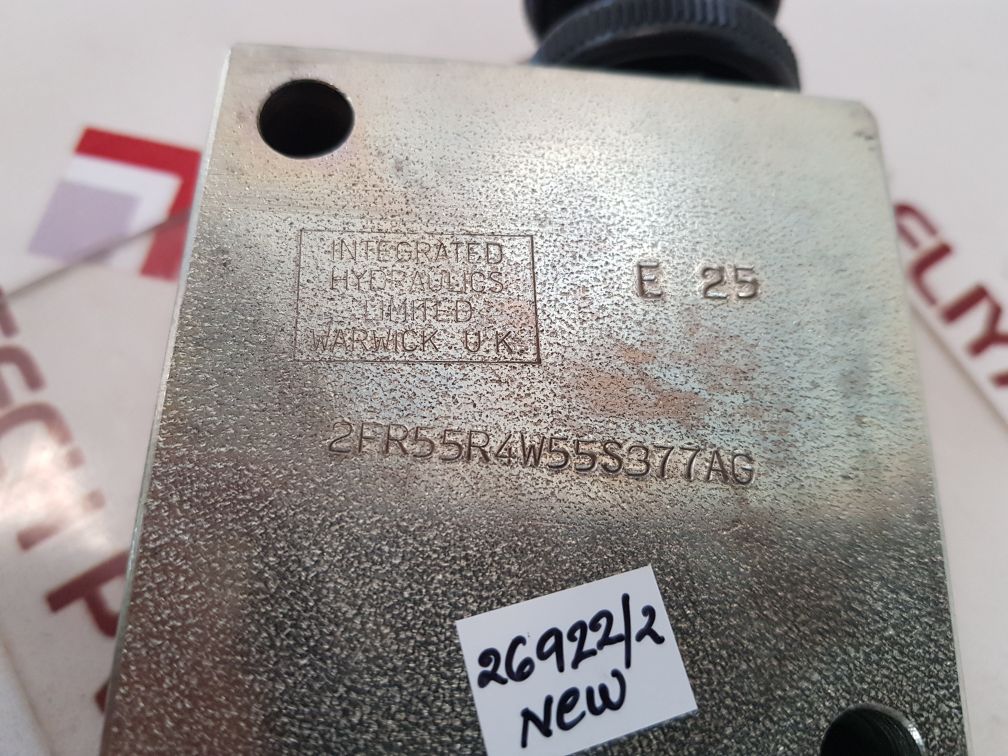 INTEGRATED
HYDRAULICS
LIMITED
WARWICK U.K.
E 25
2FR55R4W55S377AG
26922/2
NEW